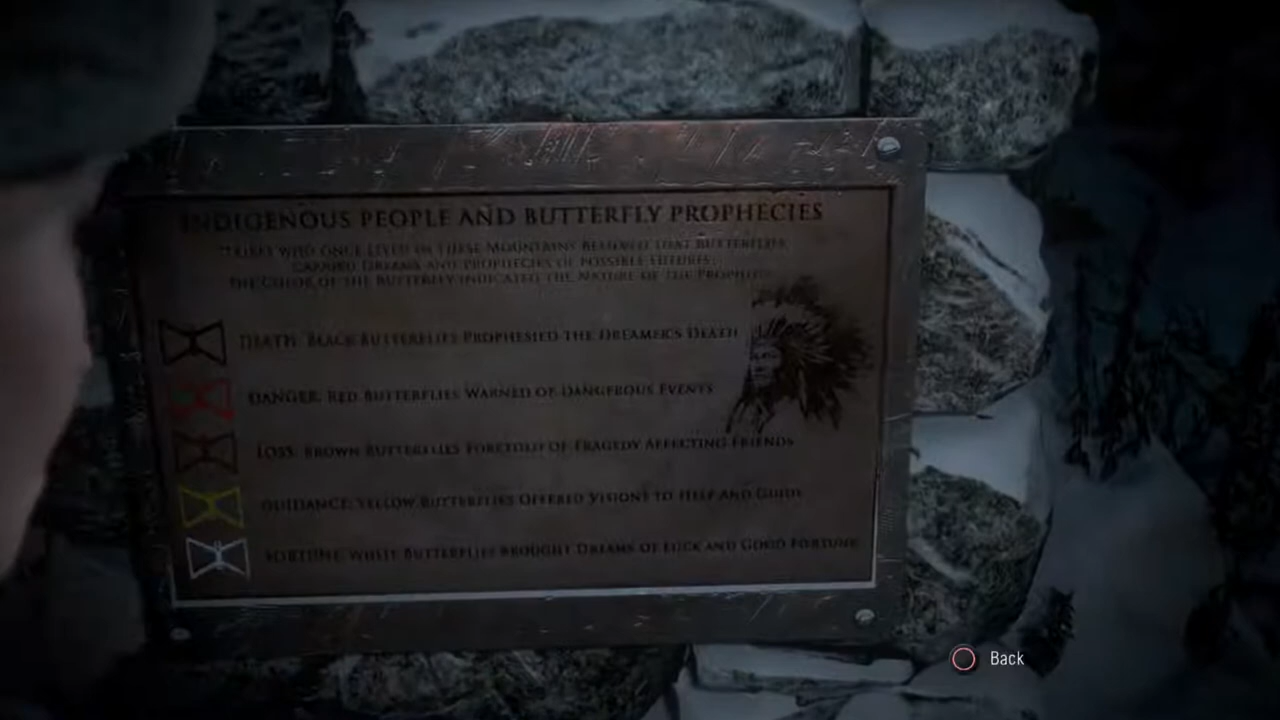 INDIGENOUS PEOPLE AND BUTTERFLY PROPHECIES
TRIBES WHO ONCE LIVED IN THESE MOUNTAINS BELIEVED THAT BUTTERFLIES
CARRIED DREAMS AND PROPHECIES OF POSSIBLE FUTURES.
THE COLOR OF THE BUTTERFLY INDICATED THE NATURE OF THE PROPHECY.
DEATH: BLACK BUTTERFLIES PROPHESIED THE DREAMER'S DEATH
DANGER: RED BUTTERFLIES WARNED OF DANGEROUS EVENTS
LOSS: BROWN BUTTERFLIES FORETOLD OF TRAGEDY AFFECTING FRIENDS
GUIDANCE: YELLOW BUTTERFLIES OFFERED VISIONS TO HELP AND GUIDE
FORTUNE: WHITE BUTTERFLIES BROUGHT DREAMS OF LUCK AND GOOD FORTUNE
Back